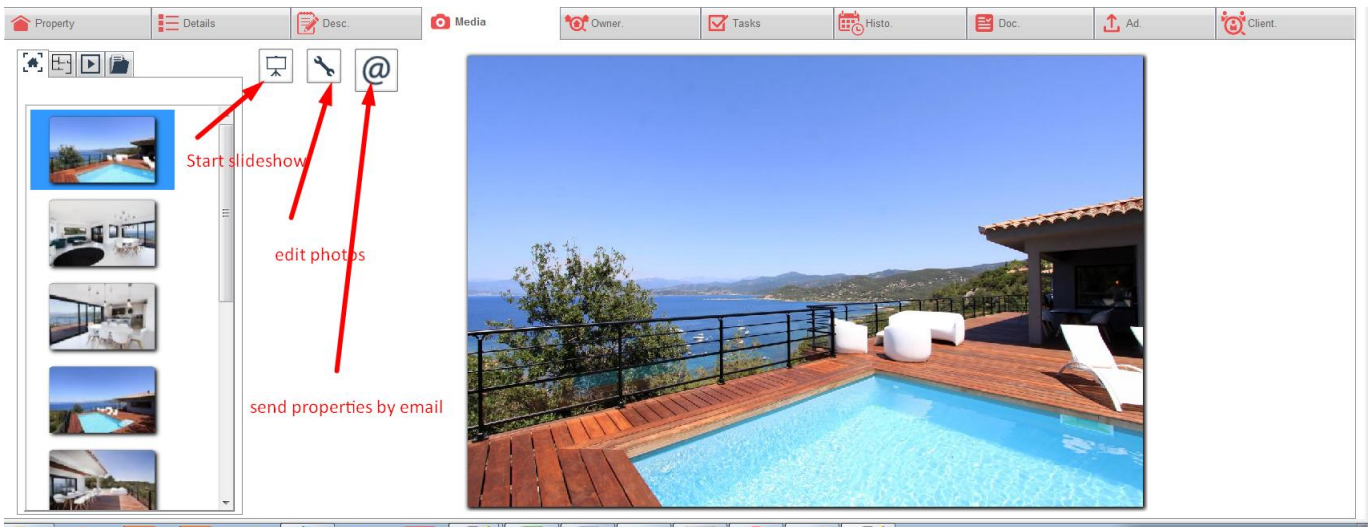 Property
Details
Desc.
Media
Owner.
Tasks
Histo.
Doc.
Ad.
Client.
@
Start slideshow
edit photos
send properties by email